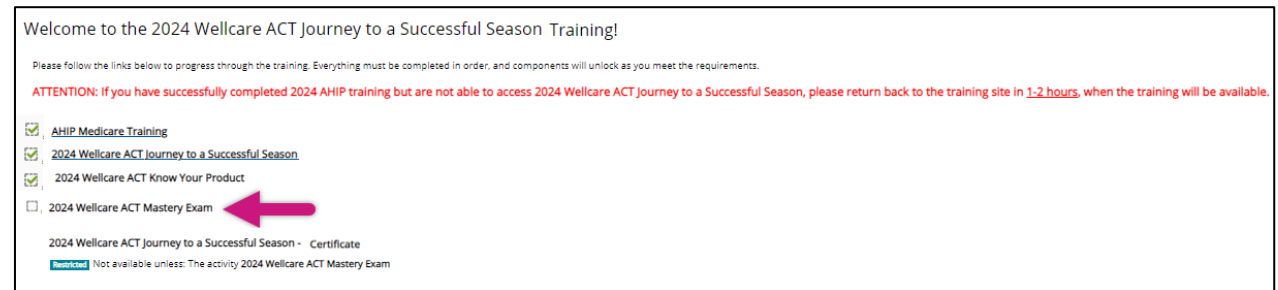 Welcome to the 2024 Wellcare ACT Journey to a Successful Season Training!
Please follow the links below to progress through the training. Everything must be completed in order, and components will unlock as you meet the requirements.
ATTENTION: If you have successfully completed 2024 AHIP training but are not able to access 2024 Wellcare ACT Journey to a Successful Season, please return back to the training site in 1-2 hours, when the training will be available.
AHIP Medicare Training
2024 Wellcare ACT Journey to a Successful Season
2024 Wellcare ACT Know Your Product
2024 Wellcare ACT Mastery Exam
2024 Wellcare ACT Journey to a Successful Season - Certificate
Restricted Not available unless: The activity 2024 Wellcare ACT Mastery Exam